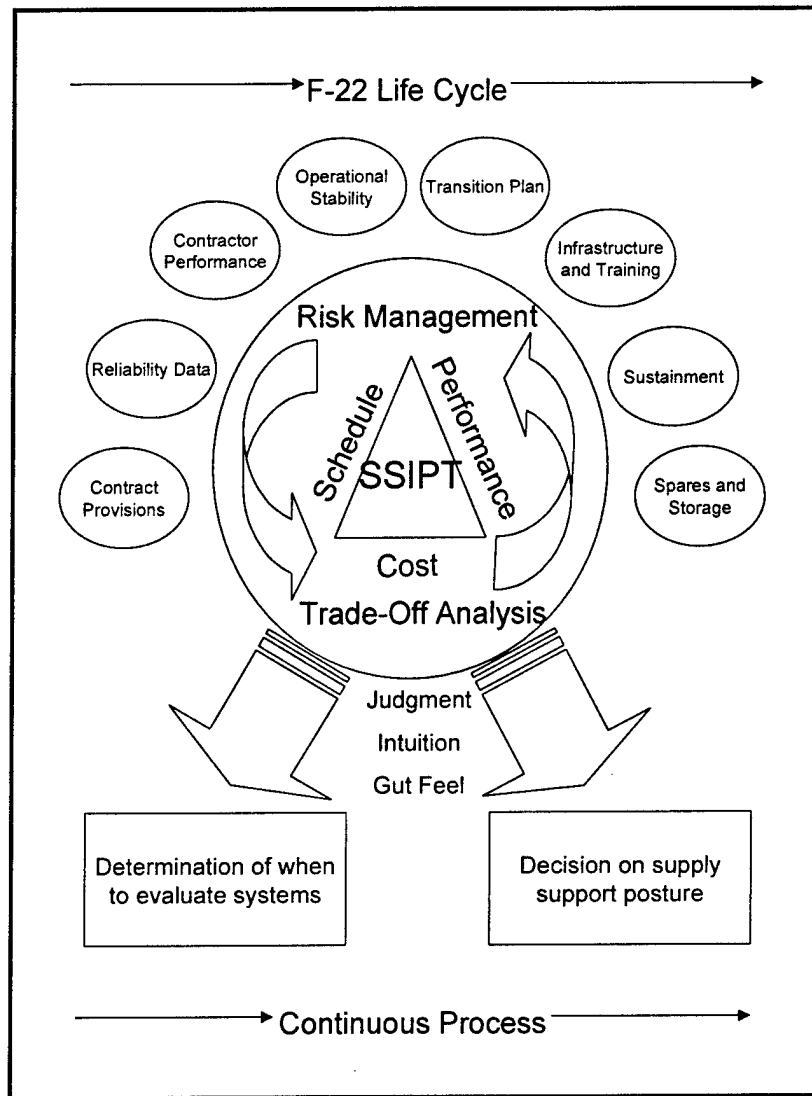 F-22 Life Cycle
Operational
Stability
Transition Plan
Contractor
Performance
Infrastructure
and Training
Risk Management
Reliability Data
Schedule
Performance
Sustainment
SSIPT
Contract
Provisions
Spares and
Storage
Cost
Trade-Off Analysis
Judgment
Intuition
Gut Feel
Determination of when
to evaluate systems
Decision on supply
support posture
Continuous Process